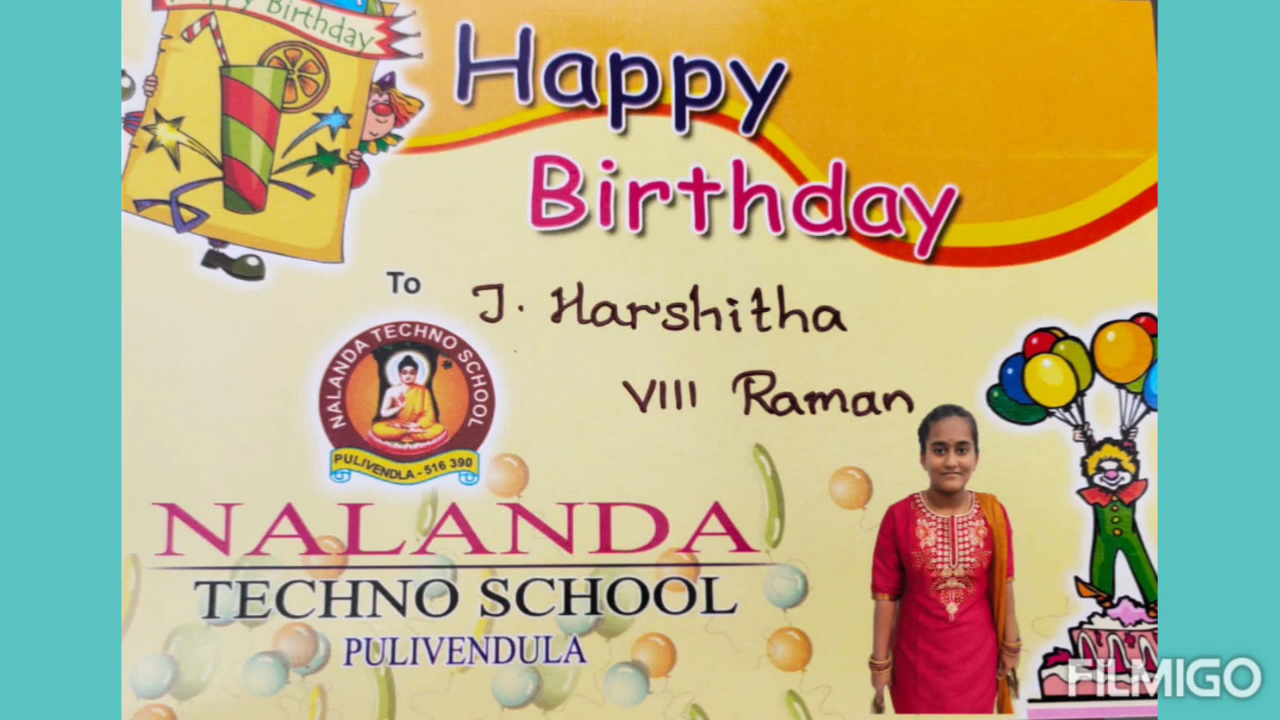 Happy Birthday
Happy
Birthday
To J. Harshitha
VIII Raman
NALANDA TECHNO SCHOOL
PULIVENDLA - 516 390
NALANDA
TECHNO SCHOOL
PULIVENDULA
FILMIGO